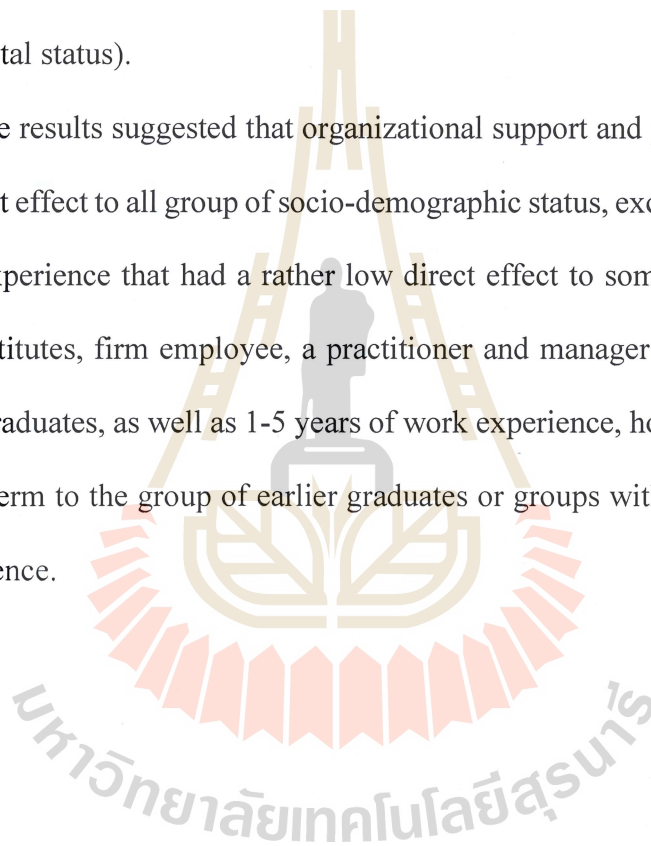 tal status).
e results suggested that organizational support and
t effect to all group of socio-demographic status, exc
xperience that had a rather low direct effect to som
titutes, firm employee, a practitioner and manager
raduates, as well as 1-5 years of work experience, ho
erm to the group of earlier graduates or groups wit
ence.
มหาวิทยาลัยเทคโนโลยีสุรนารี